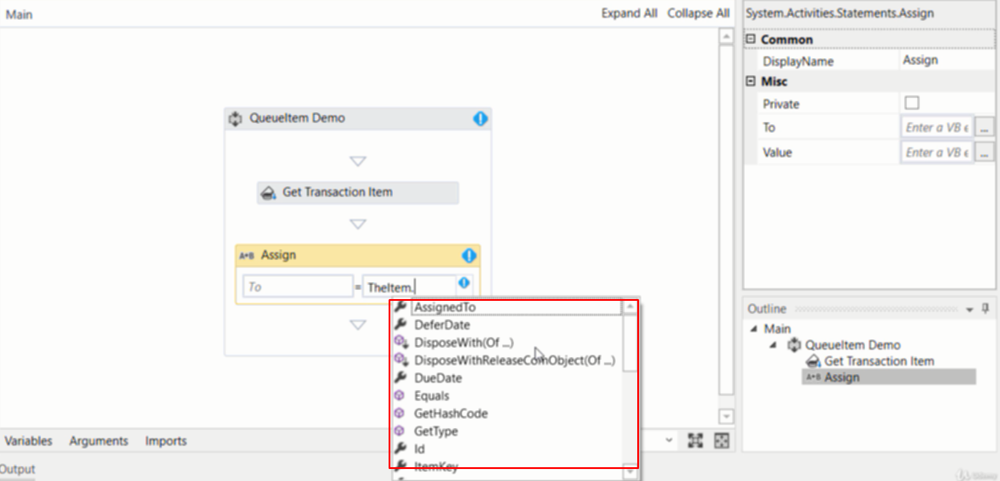 Main
Expand All
Collapse All
QueueItem Demo
Get Transaction Item
A+B Assign
To
=
TheItem.
AssignedTo
DeferDate
DisposeWith(Of ...)
DisposeWithReleaseComObject(Of ...)
DueDate
Equals
GetHashCode
GetType
Id
ItemKey
Variables
Arguments
Imports
Output
System.Activities.Statements.Assign
Common
DisplayName
Assign
Misc
Private
To
Enter a VB e
...
Value
Enter a VB e
...
Outline
Main
QueueItem Demo
Get Transaction Item
A+B Assign